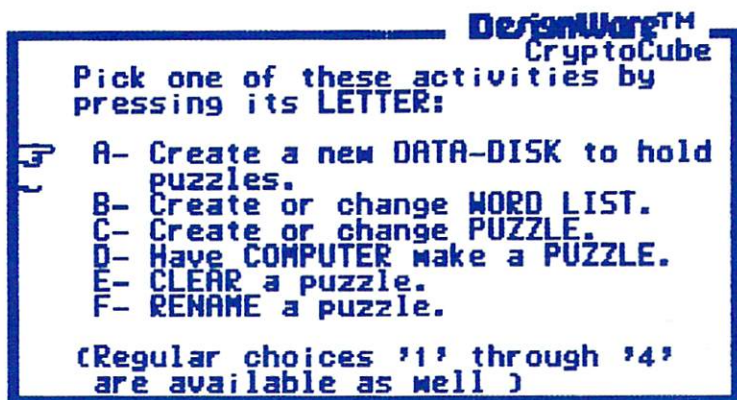 DesignWare™
CryptoCube
Pick one of these activities by
pressing its LETTER:
A- Create a new DATA-DISK to hold
puzzles.
B- Create or change WORD LIST.
C- Create or change PUZZLE.
D- Have COMPUTER make a PUZZLE.
E- CLEAR a puzzle.
F- RENAME a puzzle.
(Regular choices '1' through '4'
are available as well )